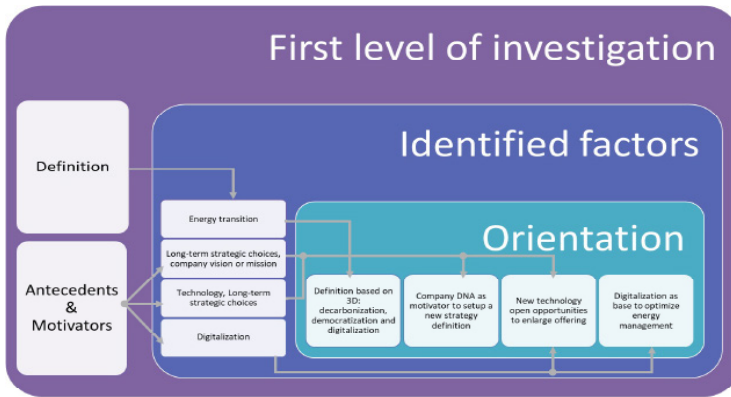 First level of investigation
Identified factors
Definition
Energy transition
Orientation
Long-term strategic choices,
company vision or mission
Antecedents
&
Motivators
Technology, Long-term
strategic choices
Digitalization
Definition based on
3D:
decarbonization,
democratization and
digitalization
Company DNA as
motivator to setup a
new strategy
definition
New technology
open opportunities
to enlarge offering
Digitalization as
base to optimize
energy
management